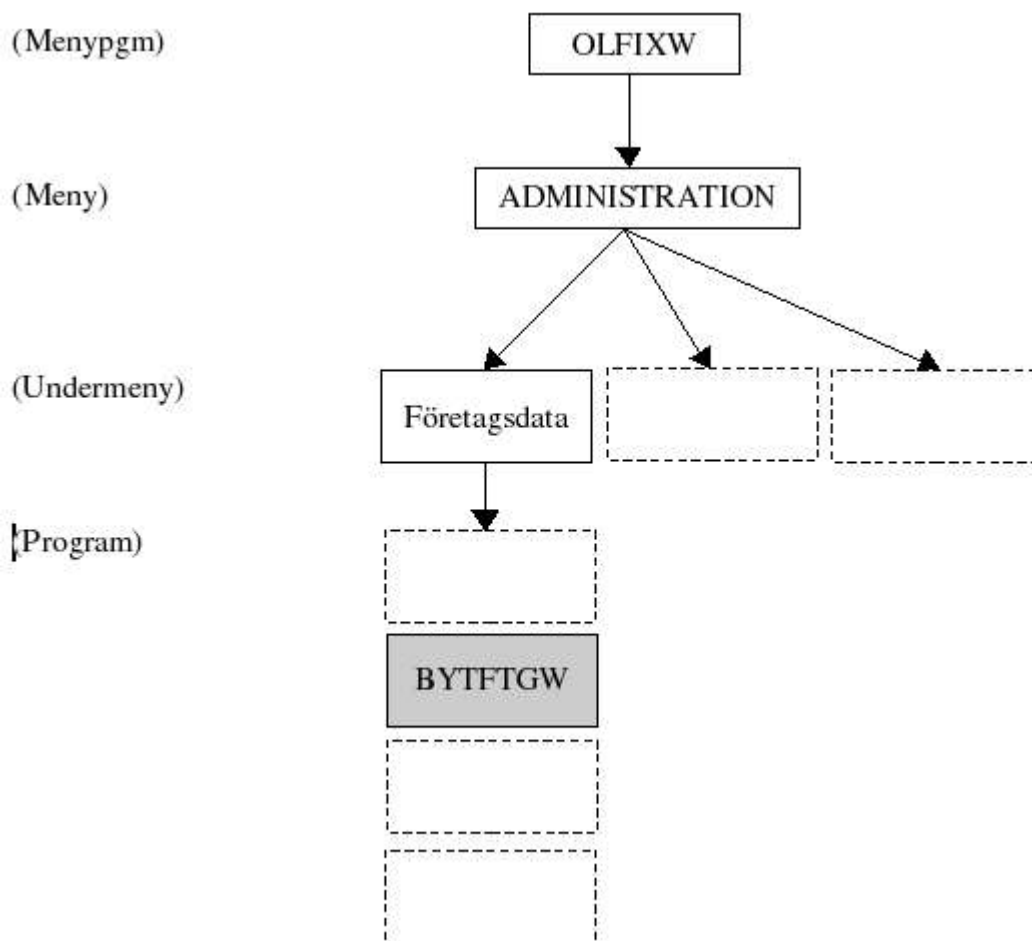 (Menypgm)
OLFIXW
(Meny)
ADMINISTRATION
(Undermeny)
Företagsdata
(Program)
BYTFTGW